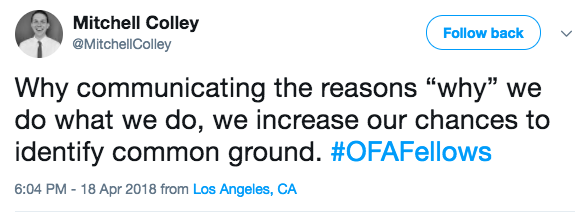 Mitchell Colley
@MitchellColley
Follow back
Why communicating the reasons “why” we
do what we do, we increase our chances to
identify common ground. #OFAFellows
6:04 PM - 18 Apr 2018 from Los Angeles, CA